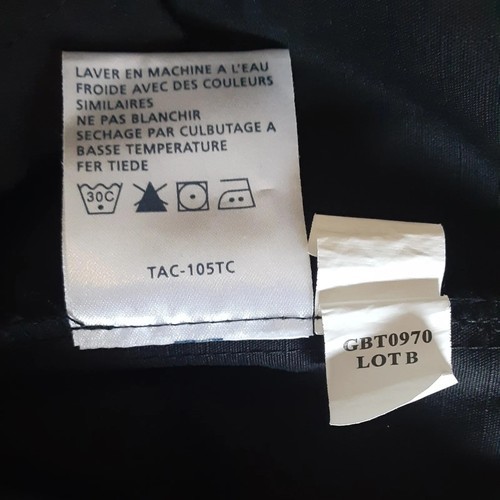 LAVER EN MACHINE A L'EAU
FROIDE AVEC DES COULEURS
SIMILAIRES
NE PAS BLANCHIR
SECHAGE PAR CULBUTAGE A
BASSE TEMPERATURE
FER TIEDE
30C
TAC-105TC
GBT0970
LOT B